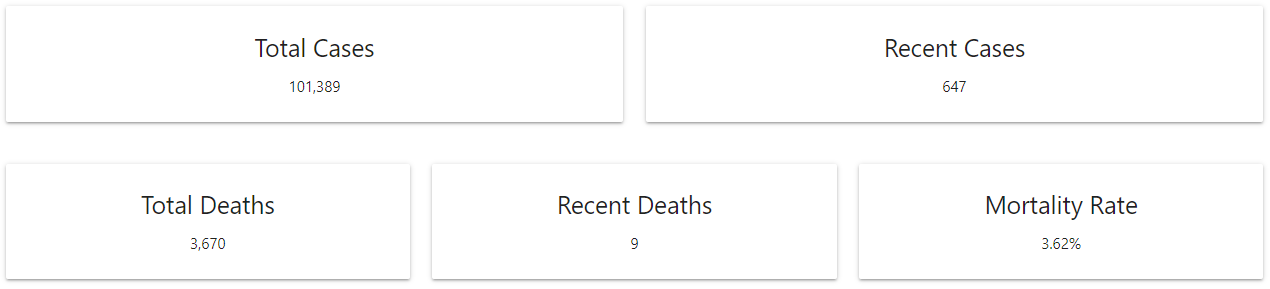 Total Cases
101,389
Recent Cases
647
Total Deaths
3,670
Recent Deaths
9
Mortality Rate
3.62%